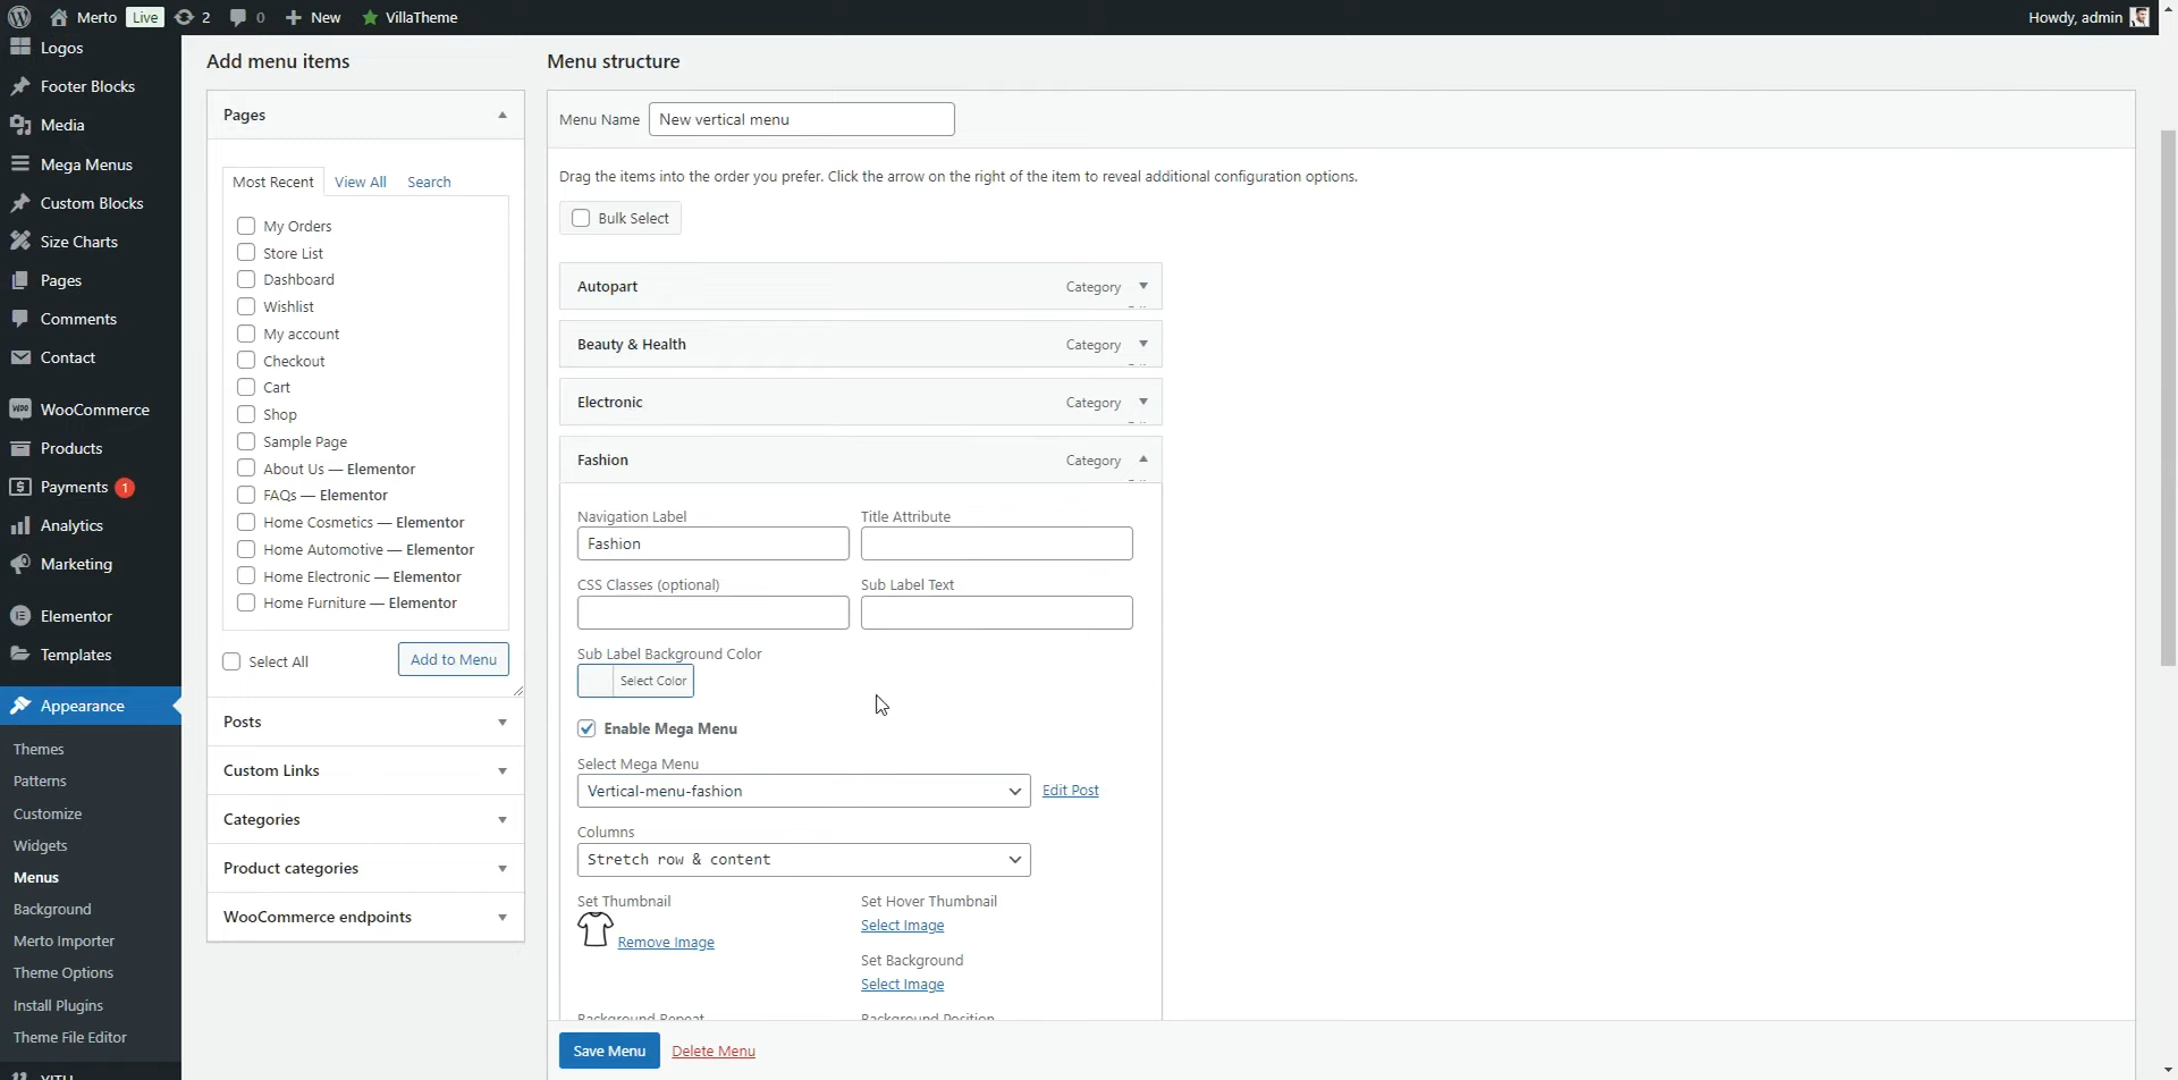 Merto Live 2 0 New VillaTheme Howdy, admin
Logos
Footer Blocks
Media
Mega Menus
Custom Blocks
Size Charts
Pages
Comments
Contact
WooCommerce
Products
Payments 1
Analytics
Marketing
Elementor
Templates
Appearance
Themes
Patterns
Customize
Widgets
Menus
Background
Merto Importer
Theme Options
Install Plugins
Theme File Editor
YITH
Add menu items
Pages
Most Recent View All Search
My Orders
Store List
Dashboard
Wishlist
My account
Checkout
Cart
Shop
Sample Page
About Us — Elementor
FAQs — Elementor
Home Cosmetics — Elementor
Home Automotive — Elementor
Home Electronic — Elementor
Home Furniture — Elementor
Select All Add to Menu
Posts
Custom Links
Categories
Product categories
WooCommerce endpoints
Menu structure
Menu Name New vertical menu
Drag the items into the order you prefer. Click the arrow on the right of the item to reveal additional configuration options.
Bulk Select
Autopart Category
Beauty & Health Category
Electronic Category
Fashion Category
Navigation Label Title Attribute
Fashion
CSS Classes (optional) Sub Label Text
Sub Label Background Color
Select Color
Enable Mega Menu
Select Mega Menu
Vertical-menu-fashion Edit Post
Columns
Stretch row & content
Set Thumbnail Set Hover Thumbnail
Remove Image Select Image
Set Background
Select Image
Background Repeat Background Position
Save Menu Delete Menu